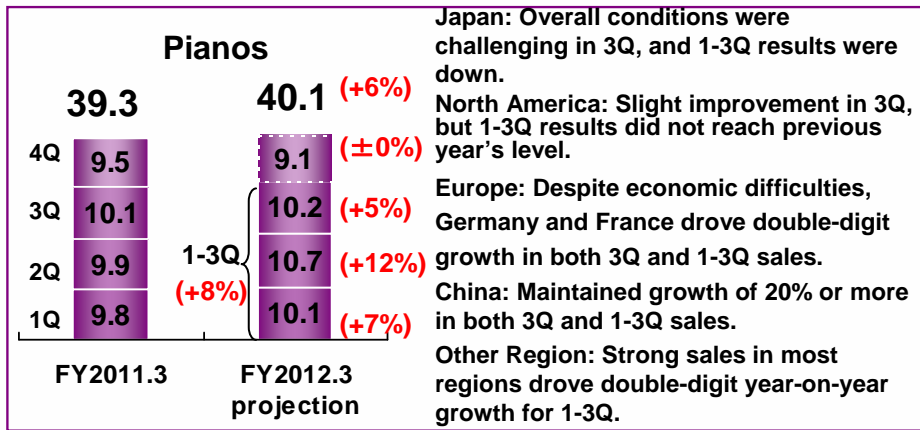 Pianos
39.3
40.1 (+6%)
4Q 9.5 9.1 (±0%)
3Q 10.1 10.2 (+5%)
1-3Q
(+8%)
2Q 9.9 10.7 (+12%)
1Q 9.8 10.1 (+7%)
FY2011.3 FY2012.3
projection
Japan: Overall conditions were
challenging in 3Q, and 1-3Q results were
down.
North America: Slight improvement in 3Q,
but 1-3Q results did not reach previous
year's level.
Europe: Despite economic difficulties,
Germany and France drove double-digit
growth in both 3Q and 1-3Q sales.
China: Maintained growth of 20% or more
in both 3Q and 1-3Q sales.
Other Region: Strong sales in most
regions drove double-digit year-on-year
growth for 1-3Q.